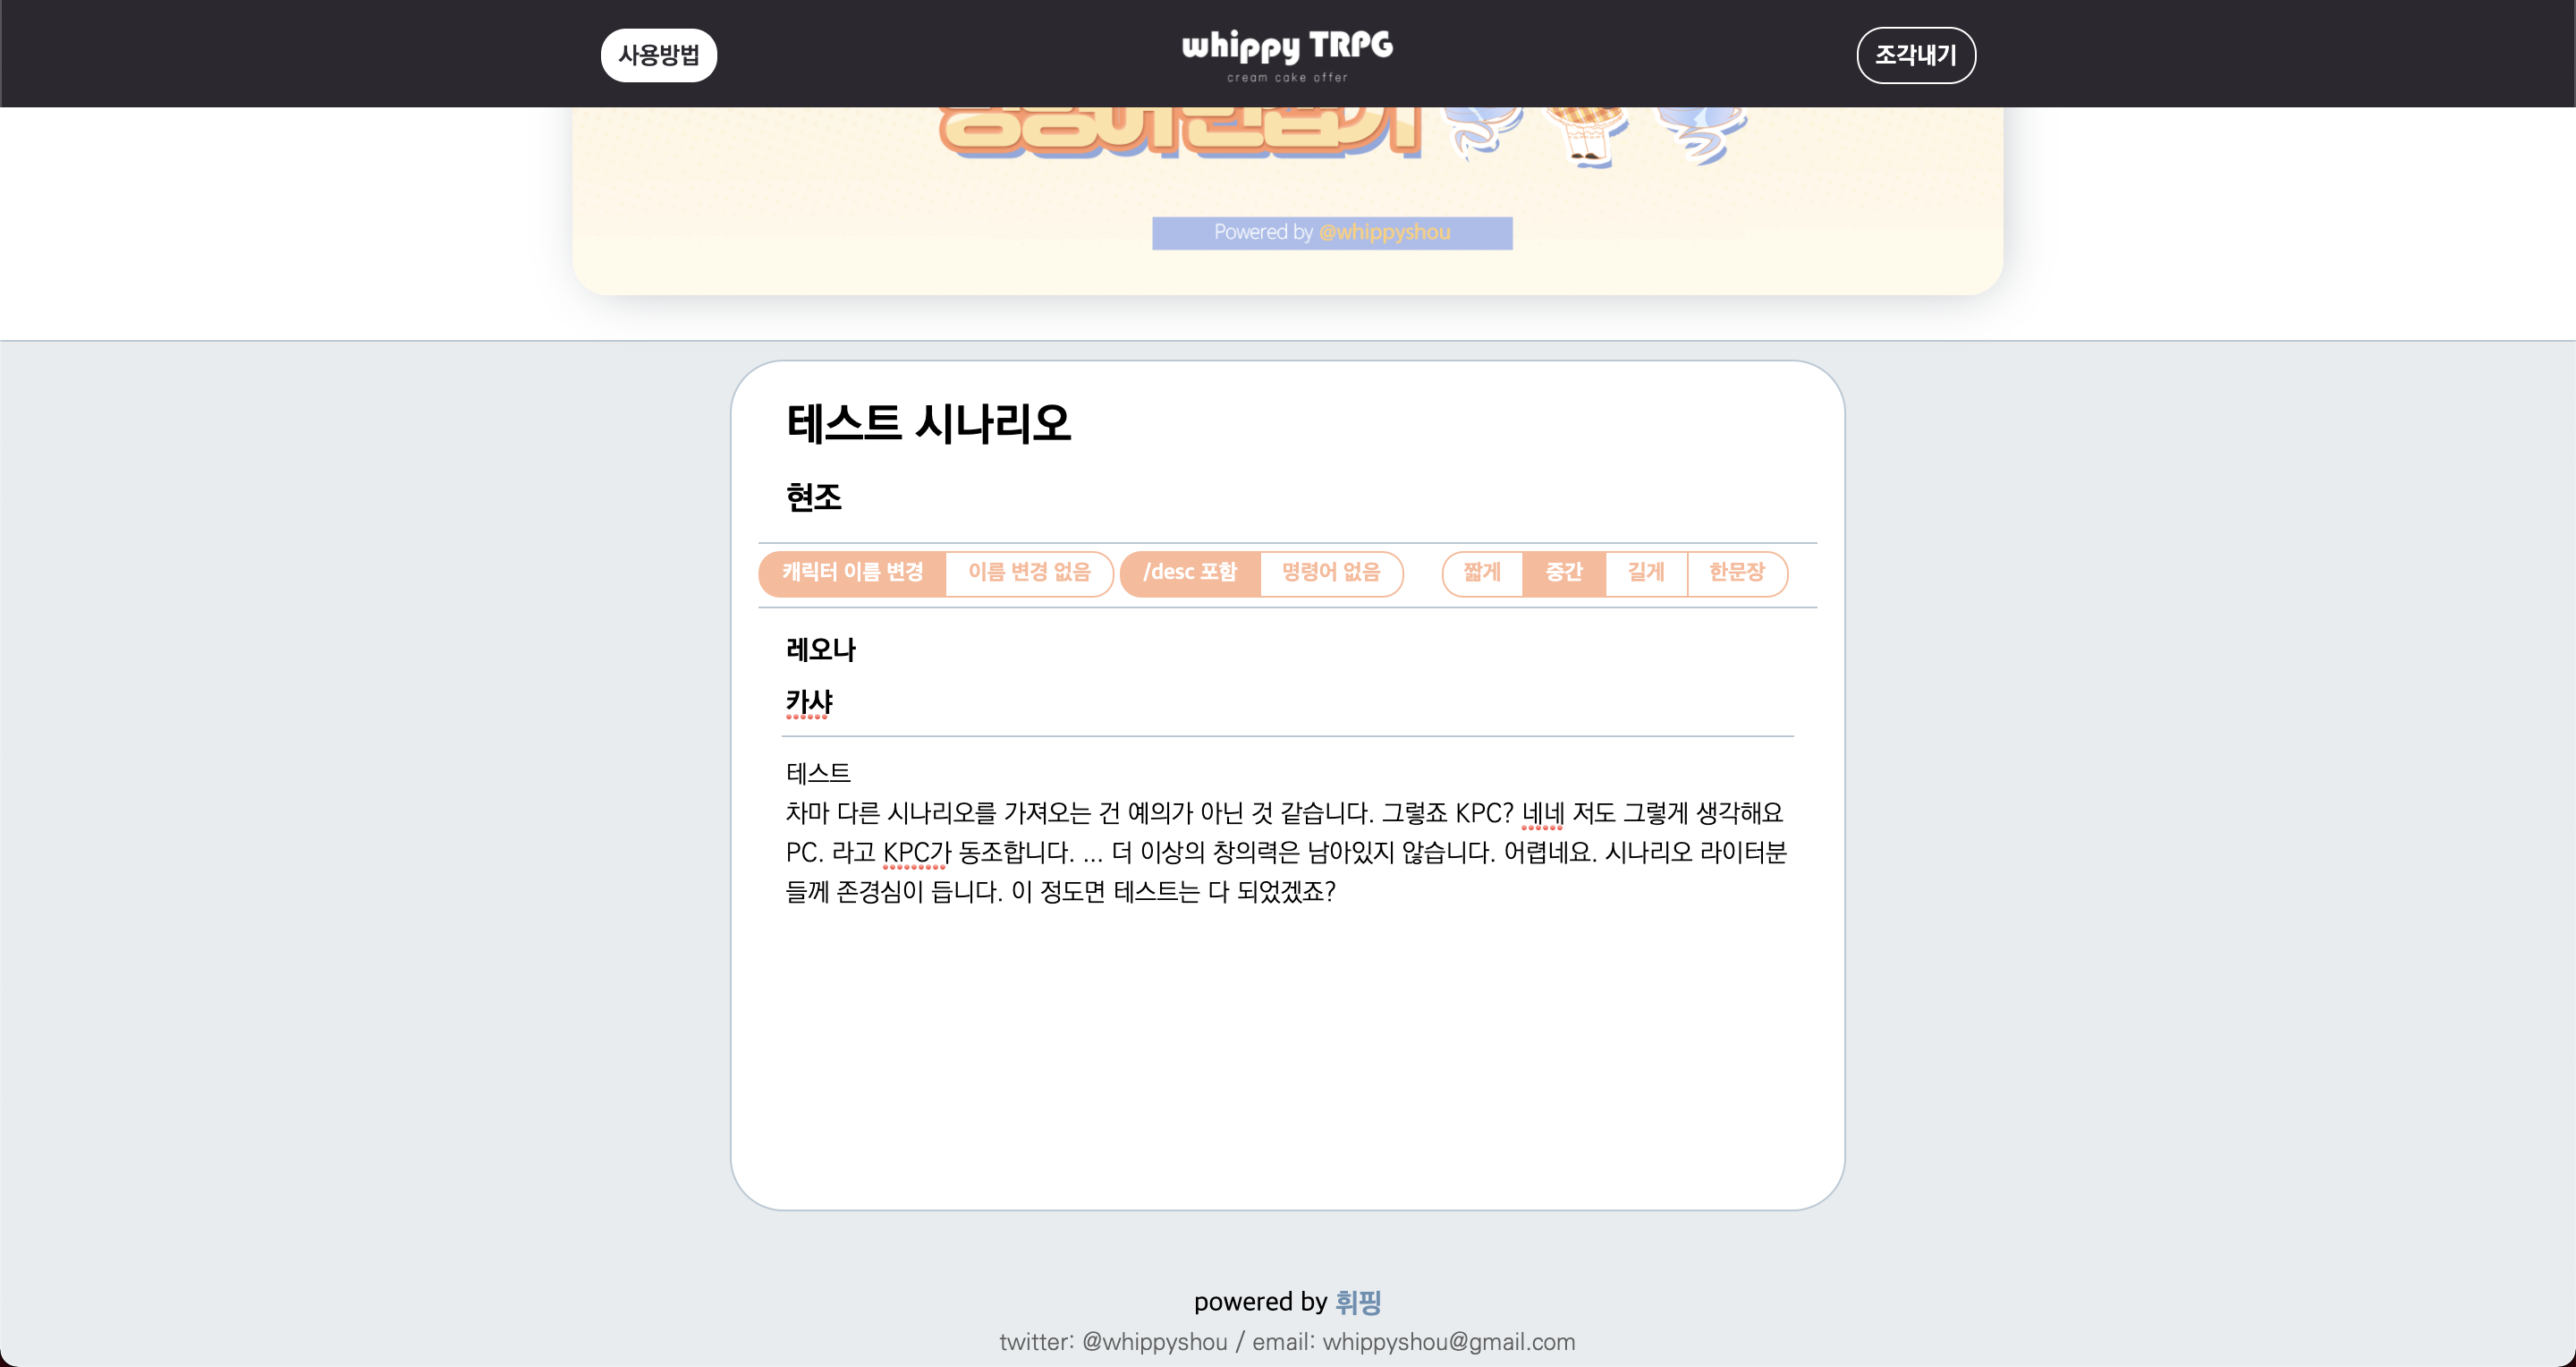 사용방법
whippy TRPG
cream cake offer
조각내기
Powered by @whippyshou
테스트 시나리오
현조
캐릭터 이름 변경 이름 변경 없음 /desc 포함 명령어 없음 짧게 중간 길게 한문장
레오나
카샤
테스트
차마 다른 시나리오를 가져오는 건 예의가 아닌 것 같습니다. 그렇죠 KPC? 네네 저도 그렇게 생각해요
PC. 라고 KPC가 동조합니다. ... 더 이상의 창의력은 남아있지 않습니다. 어렵네요. 시나리오 라이터분
들께 존경심이 듭니다. 이 정도면 테스트는 다 되었겠죠?
powered by 휘핑
twitter: @whippyshou / email: whippyshou@gmail.com